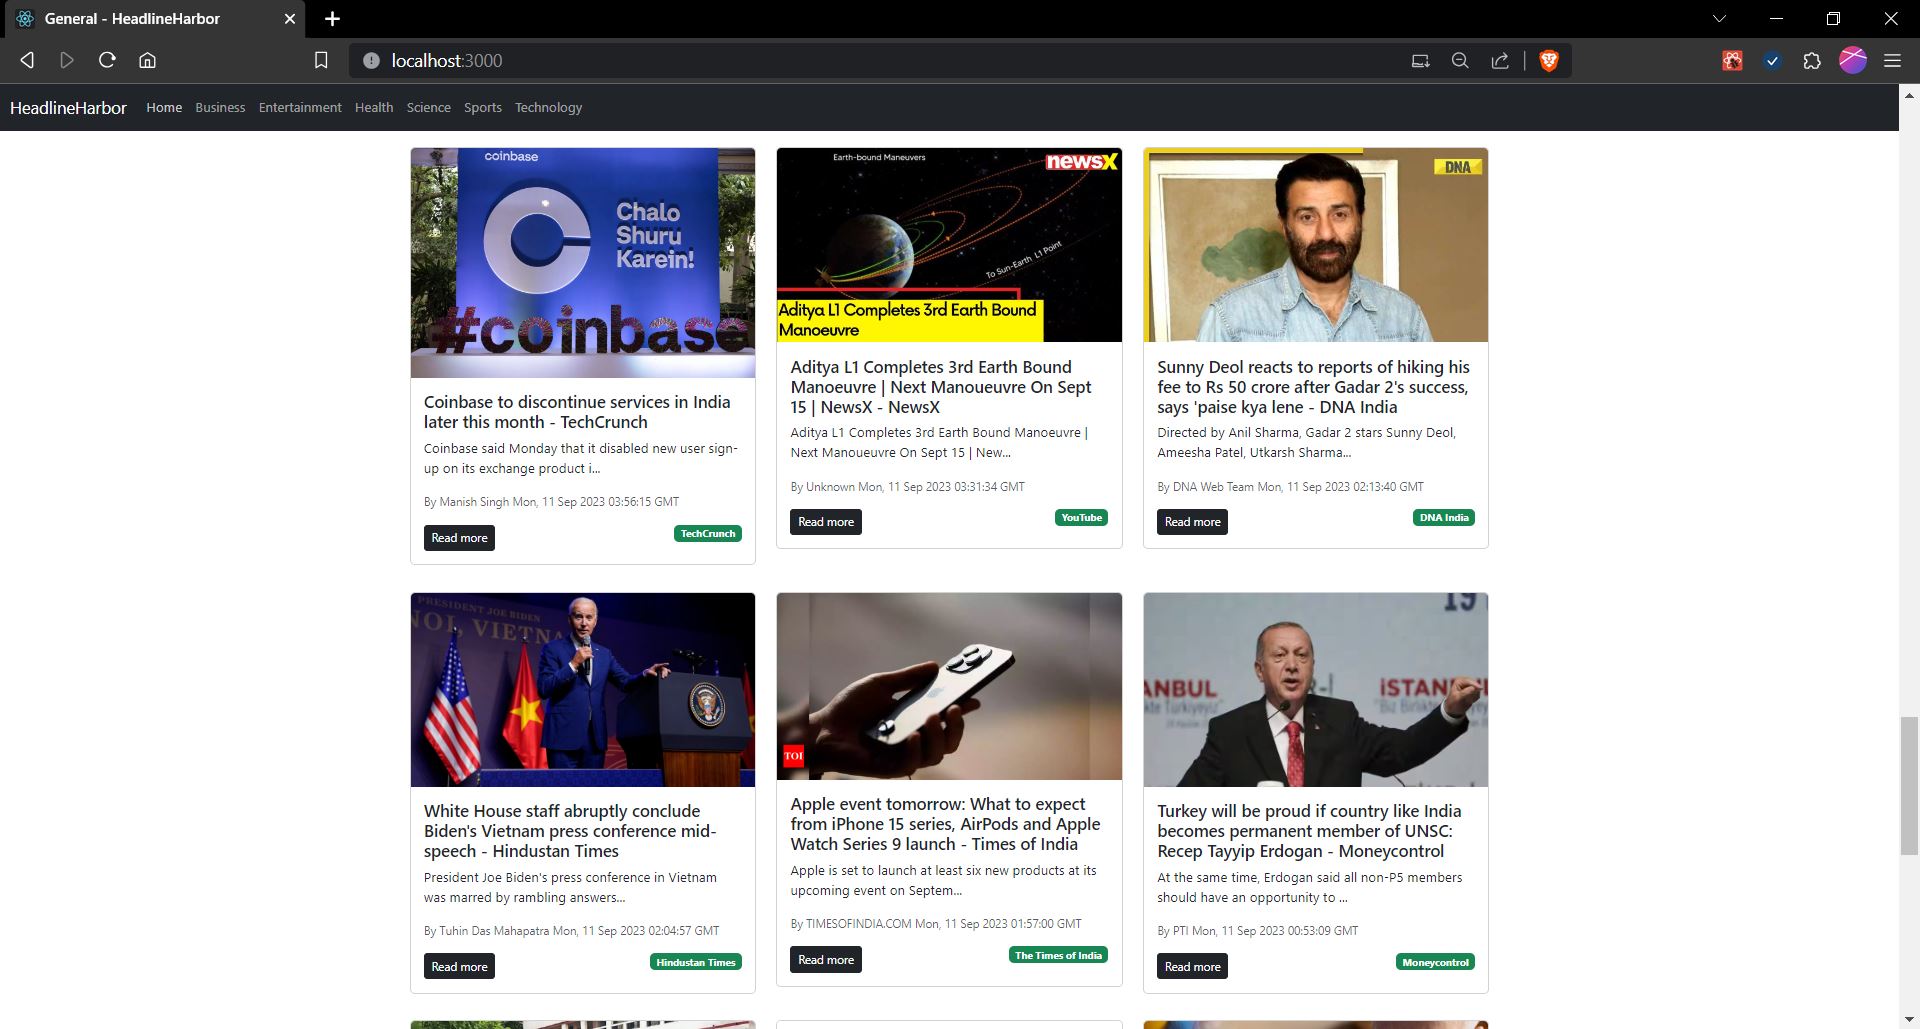 General - HeadlineHarbor
localhost:3000
HeadlineHarbor Home Business Entertainment Health Science Sports Technology
coinbase
Chalo
Shuru
Karein!
#coinbase
Coinbase to discontinue services in India
later this month - TechCrunch
Coinbase said Monday that it disabled new user sign-
up on its exchange product i...
By Manish Singh Mon, 11 Sep 2023 03:56:15 GMT
Read more
TechCrunch
Earth-bound Maneuvers
newsX
To Sun-Earth L1 Point
Aditya L1 Completes 3rd Earth Bound
Manoeuvre
Aditya L1 Completes 3rd Earth Bound
Manoeuvre | Next Manoueuvre On Sept
15 | NewsX - NewsX
Aditya L1 Completes 3rd Earth Bound Manoeuvre |
Next Manoueuvre On Sept 15 | New...
By Unknown Mon, 11 Sep 2023 03:31:34 GMT
Read more
YouTube
DNA
Sunny Deol reacts to reports of hiking his
fee to Rs 50 crore after Gadar 2's success,
says 'paise kya lene - DNA India
Directed by Anil Sharma, Gadar 2 stars Sunny Deol,
Ameesha Patel, Utkarsh Sharma...
By DNA Web Team Mon, 11 Sep 2023 02:13:40 GMT
Read more
DNA India
PRESIDENT JOE BIDEN
NOI, VIETNA
White House staff abruptly conclude
Biden's Vietnam press conference mid-
speech - Hindustan Times
President Joe Biden's press conference in Vietnam
was marred by rambling answers...
By Tuhin Das Mahapatra Mon, 11 Sep 2023 02:04:57 GMT
Read more
Hindustan Times
TOI
Apple event tomorrow: What to expect
from iPhone 15 series, AirPods and Apple
Watch Series 9 launch - Times of India
Apple is set to launch at least six new products at its
upcoming event on Septem...
By TIMESOFINDIA.COM Mon, 11 Sep 2023 01:57:00 GMT
Read more
The Times of India
19
ANBUL
İSTAN
Turkey will be proud if country like India
becomes permanent member of UNSC:
Recep Tayyip Erdogan - Moneycontrol
At the same time, Erdogan said all non-P5 members
should have an opportunity to ...
By PTI Mon, 11 Sep 2023 00:53:09 GMT
Read more
Moneycontrol